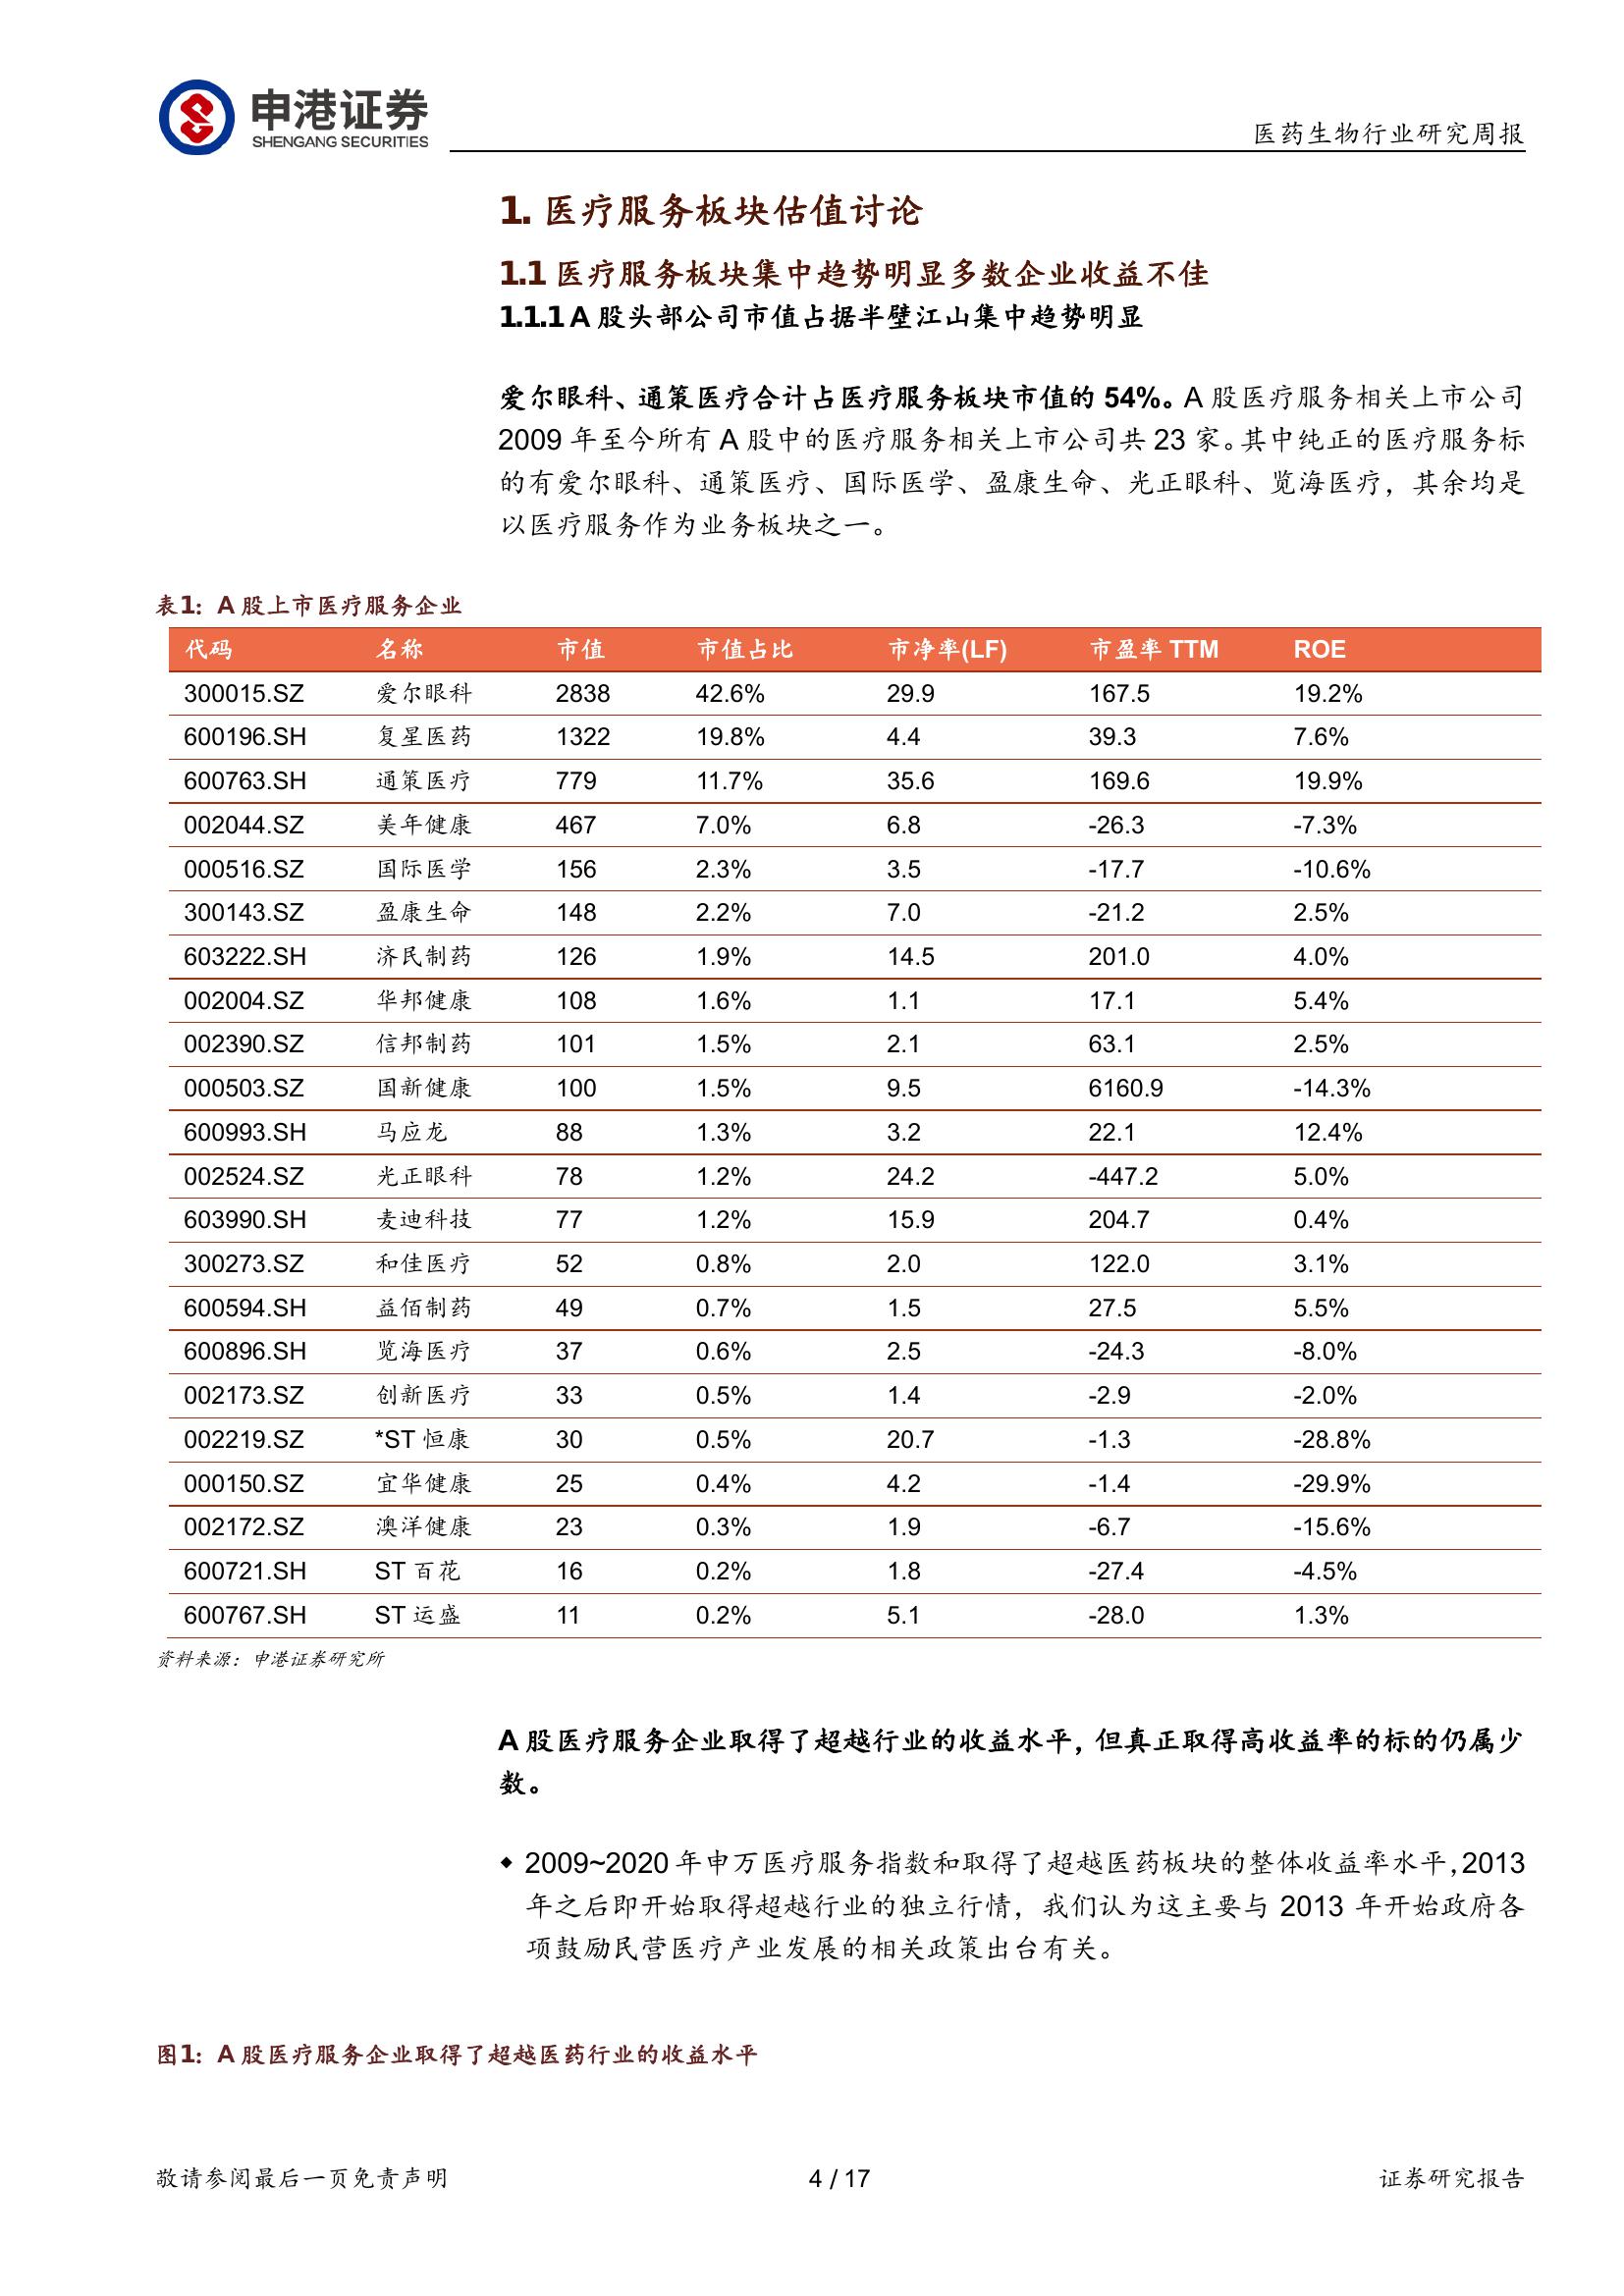 申港证券
SHENGANG SECURITIES
医药生物行业研究周报
1. 医疗服务板块估值讨论
1.1 医疗服务板块集中趋势明显多数企业收益不佳
1.1.1 A 股头部公司市值占据半壁江山集中趋势明显
爱尔眼科、通策医疗合计占医疗服务板块市值的 54%。A 股医疗服务相关上市公司
2009 年至今所有 A 股中的医疗服务相关上市公司共 23 家。其中纯正的医疗服务标
的有爱尔眼科、通策医疗、国际医学、盈康生命、光正眼科、览海医疗，其余均是
以医疗服务作为业务板块之一。
表1：A 股上市医疗服务企业
代码 名称 市值 市值占比 市净率(LF) 市盈率 TTM ROE
300015.SZ 爱尔眼科 2838 42.6% 29.9 167.5 19.2%
600196.SH 复星医药 1322 19.8% 4.4 39.3 7.6%
600763.SH 通策医疗 779 11.7% 35.6 169.6 19.9%
002044.SZ 美年健康 467 7.0% 6.8 -26.3 -7.3%
000516.SZ 国际医学 156 2.3% 3.5 -17.7 -10.6%
300143.SZ 盈康生命 148 2.2% 7.0 -21.2 2.5%
603222.SH 济民制药 126 1.9% 14.5 201.0 4.0%
002004.SZ 华邦健康 108 1.6% 1.1 17.1 5.4%
002390.SZ 信邦制药 101 1.5% 2.1 63.1 2.5%
000503.SZ 国新健康 100 1.5% 9.5 6160.9 -14.3%
600993.SH 马应龙 88 1.3% 3.2 22.1 12.4%
002524.SZ 光正眼科 78 1.2% 24.2 -447.2 5.0%
603990.SH 麦迪科技 77 1.2% 15.9 204.7 0.4%
300273.SZ 和佳医疗 52 0.8% 2.0 122.0 3.1%
600594.SH 益佰制药 49 0.7% 1.5 27.5 5.5%
600896.SH 览海医疗 37 0.6% 2.5 -24.3 -8.0%
002173.SZ 创新医疗 33 0.5% 1.4 -2.9 -2.0%
002219.SZ *ST 恒康 30 0.5% 20.7 -1.3 -28.8%
000150.SZ 宜华健康 25 0.4% 4.2 -1.4 -29.9%
002172.SZ 澳洋健康 23 0.3% 1.9 -6.7 -15.6%
600721.SH ST 百花 16 0.2% 1.8 -27.4 -4.5%
600767.SH ST 运盛 11 0.2% 5.1 -28.0 1.3%
资料来源：申港证券研究所
A 股医疗服务企业取得了超越行业的收益水平，但真正取得高收益率的标的仍属少
数。
◆ 2009~2020 年申万医疗服务指数和取得了超越医药板块的整体收益率水平，2013
年之后即开始取得超越行业的独立行情，我们认为这主要与 2013 年开始政府各
项鼓励民营医疗产业发展的相关政策出台有关。
图1：A 股医疗服务企业取得了超越医药行业的收益水平
敬请参阅最后一页免责声明 4 / 17 证券研究报告